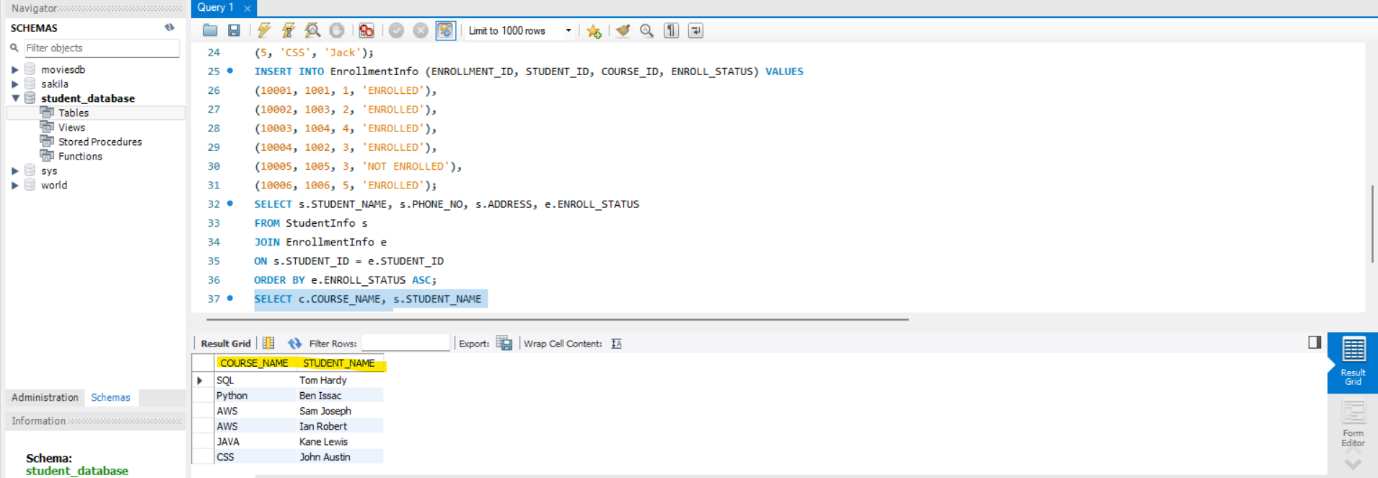 Navigator
SCHEMAS
Filter objects
moviesdb
sakila
student_database
Tables
Views
Stored Procedures
Functions
sys
world
Administration Schemas
Information
Schema:
student_database
Query 1
Limit to 1000 rows
24 (5, 'CSS', 'Jack');
25 INSERT INTO EnrollmentInfo (ENROLLMENT_ID, STUDENT_ID, COURSE_ID, ENROLL_STATUS) VALUES
26 (10001, 1001, 1, 'ENROLLED'),
27 (10002, 1003, 2, 'ENROLLED'),
28 (10003, 1004, 4, 'ENROLLED'),
29 (10004, 1002, 3, 'ENROLLED'),
30 (10005, 1005, 3, 'NOT ENROLLED'),
31 (10006, 1006, 5, 'ENROLLED');
32 SELECT s.STUDENT_NAME, s.PHONE_NO, s.ADDRESS, e.ENROLL_STATUS
33 FROM StudentInfo s
34 JOIN EnrollmentInfo e
35 ON s.STUDENT_ID = e.STUDENT_ID
36 ORDER BY e.ENROLL_STATUS ASC;
37 SELECT c.COURSE_NAME, s.STUDENT_NAME
Result Grid Filter Rows: Export: Wrap Cell Content:
COURSE_NAME STUDENT_NAME
SQL Tom Hardy
Python Ben Issac
AWS Sam Joseph
AWS Ian Robert
JAVA Kane Lewis
CSS John Austin
Result
Grid
Form
Editor